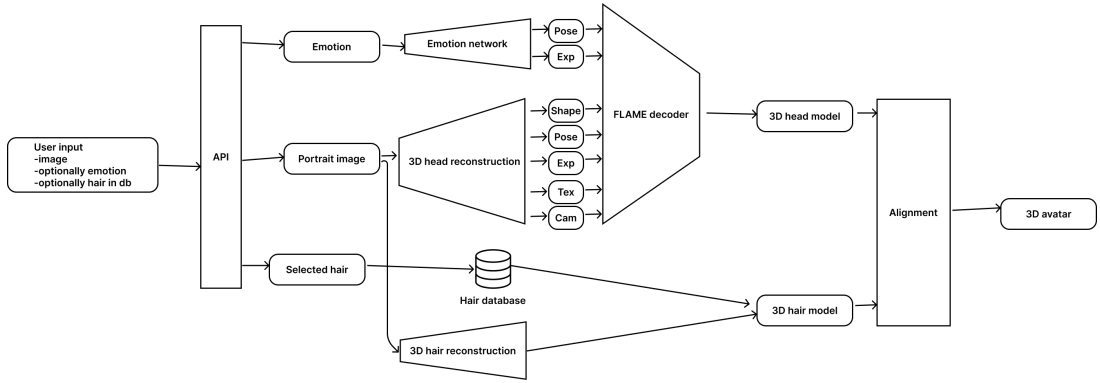 User input
-image
-optionally emotion
-optionally hair in db
API
Emotion
Emotion network
Pose
Exp
Portrait image
3D head reconstruction
Shape
Pose
Exp
Tex
Cam
FLAME decoder
3D head model
Selected hair
Hair database
3D hair reconstruction
3D hair model
Alignment
3D avatar